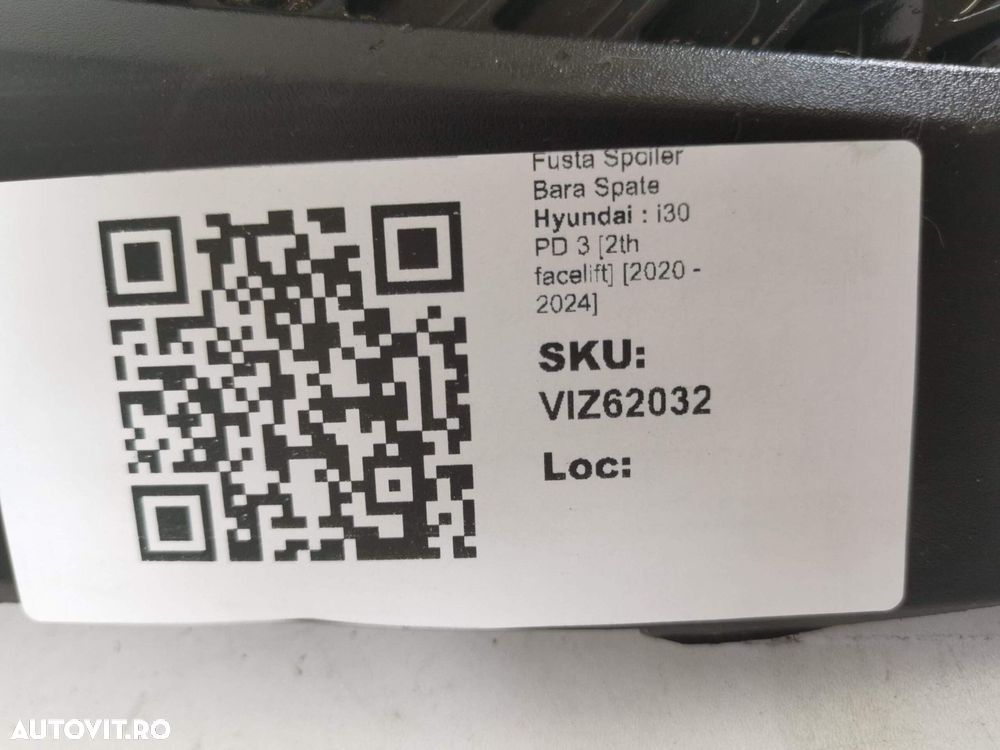 Fusta Spoiler
Bara Spate
Hyundai : i30
PD 3 [2th
facelift] [2020 -
2024]
SKU:
VIZ62032
Loc:
AUTOVIT.RO